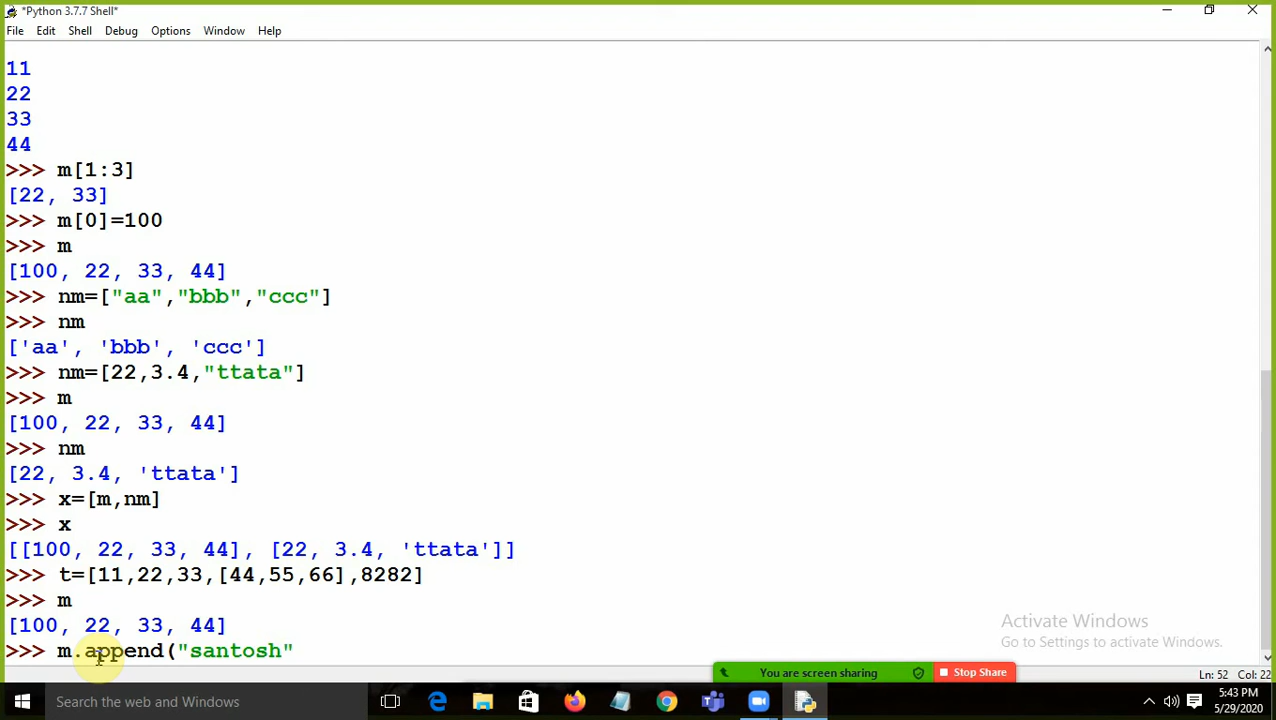 *Python 3.7.7 Shell*
File Edit Shell Debug Options Window Help
11
22
33
44
>>> m[1:3]
[22, 33]
>>> m[0]=100
>>> m
[100, 22, 33, 44]
>>> nm=["aa","bbb","ccc"]
>>> nm
['aa', 'bbb', 'ccc']
>>> nm=[22,3.4,"ttata"]
>>> m
[100, 22, 33, 44]
>>> nm
[22, 3.4, 'ttata']
>>> x=[m,nm]
>>> x
[[100, 22, 33, 44], [22, 3.4, 'ttata']]
>>> t=[11,22,33,[44,55,66],8282]
>>> m
[100, 22, 33, 44]
>>> m.append("santosh"
Activate Windows
Go to Settings to activate Windows.
You are screen sharing Stop Share
Ln: 52 Col: 22
Search the web and Windows
5:43 PM
5/29/2020